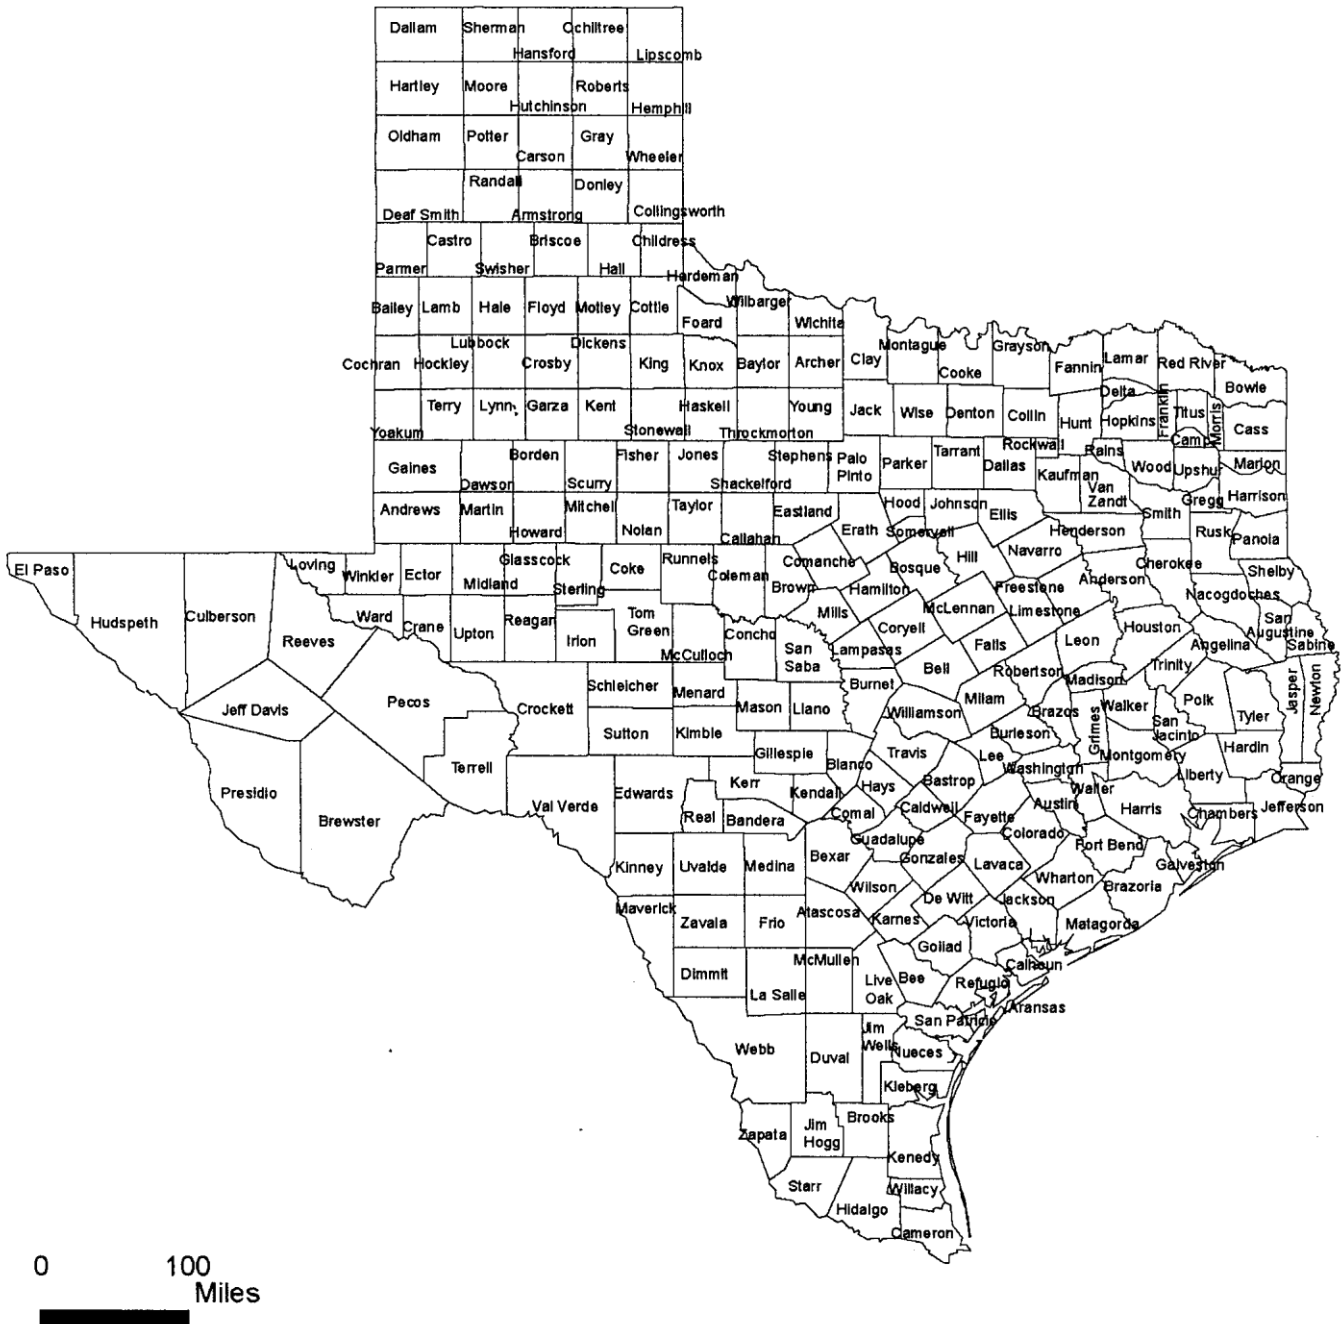 Dallam Sherman Ochiltree
Hansford Lipscomb
Hartley Moore Roberts
Hutchinson Hemphill
Oldham Potter Gray
Carson Wheeler
Randall Donley
Deaf Smith Armstrong Collingsworth
Castro Briscoe Childress
Parmer Swisher Hall
Hardeman
Bailey Lamb Hale Floyd Motley Cottle Wilbarger
Foard Wichita
Lubbock Dickens Montague Grayson
Cochran Hockley Crosby King Knox Baylor Archer Clay Cooke Fannin Lamar Red River
Bowie
Delta
Terry Lynn Garza Kent Haskell Young Jack Wise Denton Collin Hunt Hopkins Franklin Titus Morris
Yoakum Stonewall Throckmorton Rockwall Camp Cass
Gaines Borden Fisher Jones Stephens Palo Pinto Parker Tarrant Dallas Rains Wood Upshur Marion
Dawson Scurry Shackelford Kaufman Van Zandt
Andrews Martin Mitchell Taylor Eastland Hood Johnson Ellis Smith Gregg Harrison
Howard Nolan Callahan Erath Somervell Henderson Rusk Panola
El Paso Loving Winkler Ector Midland Glasscock Sterling Coke Runnels Coleman Brown Comanche Bosque Hill Navarro Cherokee Shelby
Hamilton Freestone Anderson Nacogdoches
Hudspeth Culberson Reeves Ward Crane Upton Reagan Irion Tom Green Concho Mills McLennan Limestone San Augustine
McCulloch San Saba Lampasas Coryell Falls Leon Houston Angelina Sabine
Jeff Davis Pecos Crockett Schleicher Menard Burnet Bell Robertson Madison Trinity
Mason Llano Williamson Milam Brazos Grimes Walker San Jacinto Polk Tyler Jasper Newton
Sutton Kimble Burleson
Terrell Gillespie Blanco Travis Lee Washington Montgomery Hardin
Presidio Brewster Val Verde Edwards Kerr Kendall Hays Bastrop Waller Liberty Orange
Real Bandera Comal Caldwell Fayette Austin Harris Chambers Jefferson
Guadalupe Colorado
Kinney Uvalde Medina Bexar Gonzales Lavaca Fort Bend Galveston
Wilson Wharton Brazoria
Maverick Zavala Frio Atascosa Karnes De Witt Jackson
Victoria Matagorda
Goliad
Dimmit La Salle McMullen Live Oak Bee Refugio Calhoun
Aransas
San Patricio
Webb Duval Jim Wells Nueces
Kleberg
Zapata Jim Hogg Brooks
Kenedy
Starr Willacy
Hidalgo
Cameron
0 100
Miles